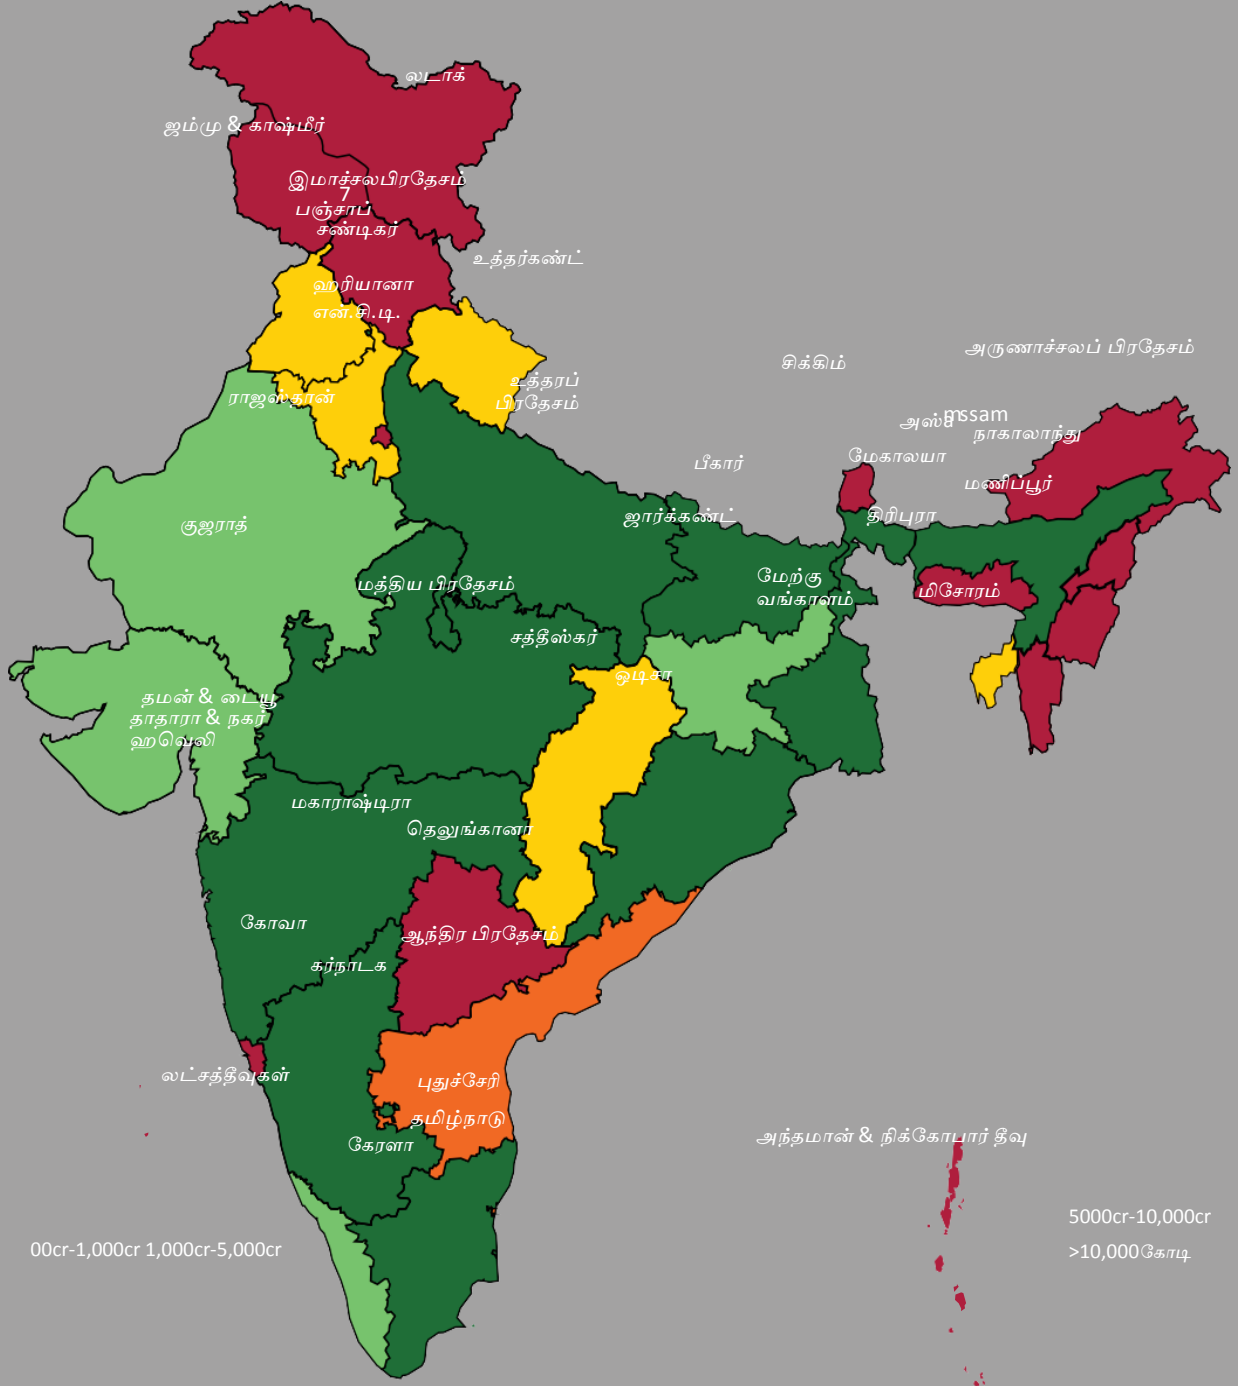 லடாக்
ஜம்மு & காஷ்மீர்
இமாச்சலபிரதேசம்
7
பஞ்சாப்
சண்டிகர்
உத்தர்கண்ட்
ஹரியானா
என்.சி.டி.
அருணாச்சலப் பிரதேசம்
சிக்கிம்
உத்தரப்
பிரதேசம்
ராஜஸ்தான்
அஸ்ஸ mssam
நாகாலாந்து
மேகாலயா
பீகார்
மணிப்பூர்
திரிபுரா
ஜார்க்கண்ட்
குஜராத்
மேற்கு
வங்காளம்
மத்திய பிரதேசம்
மிசோரம்
சத்தீஸ்கர்
ஒடிசா
தமன் & டையூ
தாதாரா & நகர்
ஹவெலி
மகாராஷ்டிரா
தெலுங்கானா
கோவா
ஆந்திர பிரதேசம்
கர்நாடக
லட்சத்தீவுகள்
புதுச்சேரி
தமிழ்நாடு
கேரளா
அந்தமான் & நிக்கோபார் தீவு
5000cr-10,000cr
00cr-1,000cr 1,000cr-5,000cr
>10,000கோடி